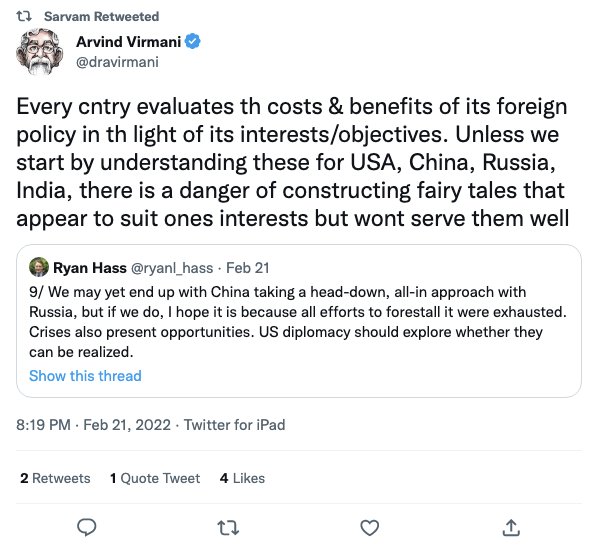 Sarvam Retweeted
Arvind Virmani
@dravirmani
Every cntry evaluates th costs & benefits of its foreign
policy in th light of its interests/objectives. Unless we
start by understanding these for USA, China, Russia,
India, there is a danger of constructing fairy tales that
appear to suit ones interests but wont serve them well
Ryan Hass @ryanl_hass · Feb 21
9/ We may yet end up with China taking a head-down, all-in approach with
Russia, but if we do, I hope it is because all efforts to forestall it were exhausted.
Crises also present opportunities. US diplomacy should explore whether they
can be realized.
Show this thread
8:19 PM · Feb 21, 2022 · Twitter for iPad
2 Retweets 1 Quote Tweet 4 Likes